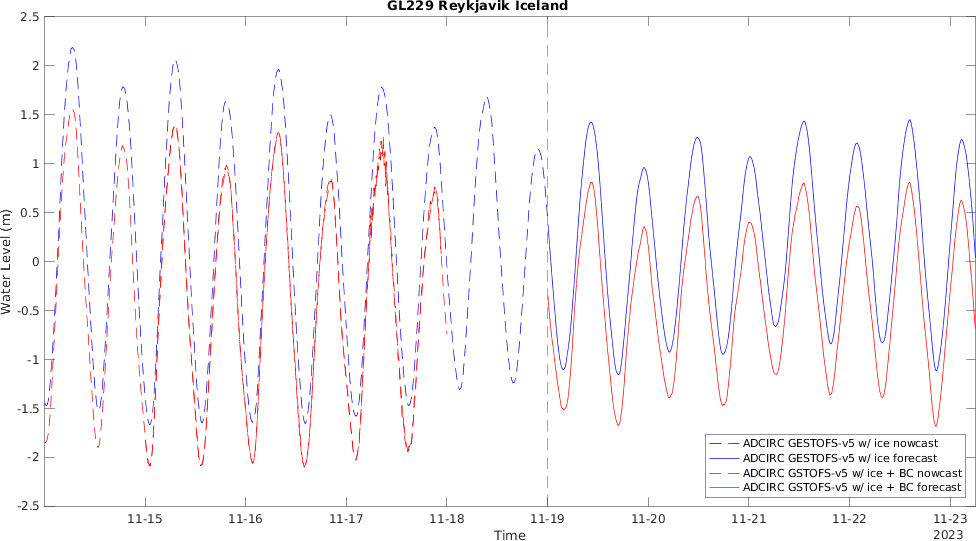 GL229 Reykjavik Iceland
2.5
2
1.5
1
0.5
0
-0.5
-1
-1.5
-2
-2.5
Water Level (m)
ADCIRC GESTOFS-v5 w/ ice nowcast
ADCIRC GESTOFS-v5 w/ ice forecast
ADCIRC GSTOFS-v5 w/ ice + BC nowcast
ADCIRC GSTOFS-v5 w/ ice + BC forecast
11-15 11-16 11-17 11-18 11-19 11-20 11-21 11-22 11-23
Time 2023